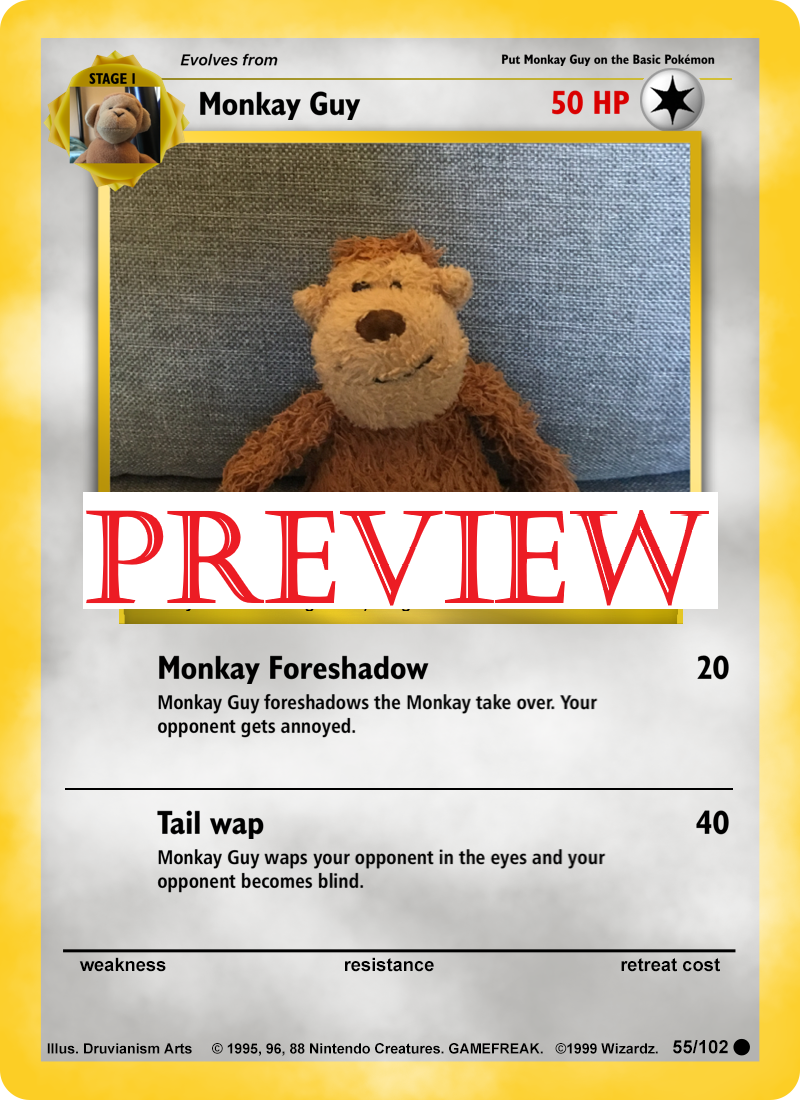 Evolves from
Put Monkay Guy on the Basic Pokémon
STAGE I
Monkay Guy
50 HP
PREVIEW
Monkay Foreshadow
20
Monkay Guy foreshadows the Monkay take over. Your
opponent gets annoyed.
Tail wap
40
Monkay Guy waps your opponent in the eyes and your
opponent becomes blind.
weakness
resistance
retreat cost
Illus. Druvianism Arts © 1995, 96, 88 Nintendo Creatures. GAMEFREAK. ©1999 Wizardz. 55/102